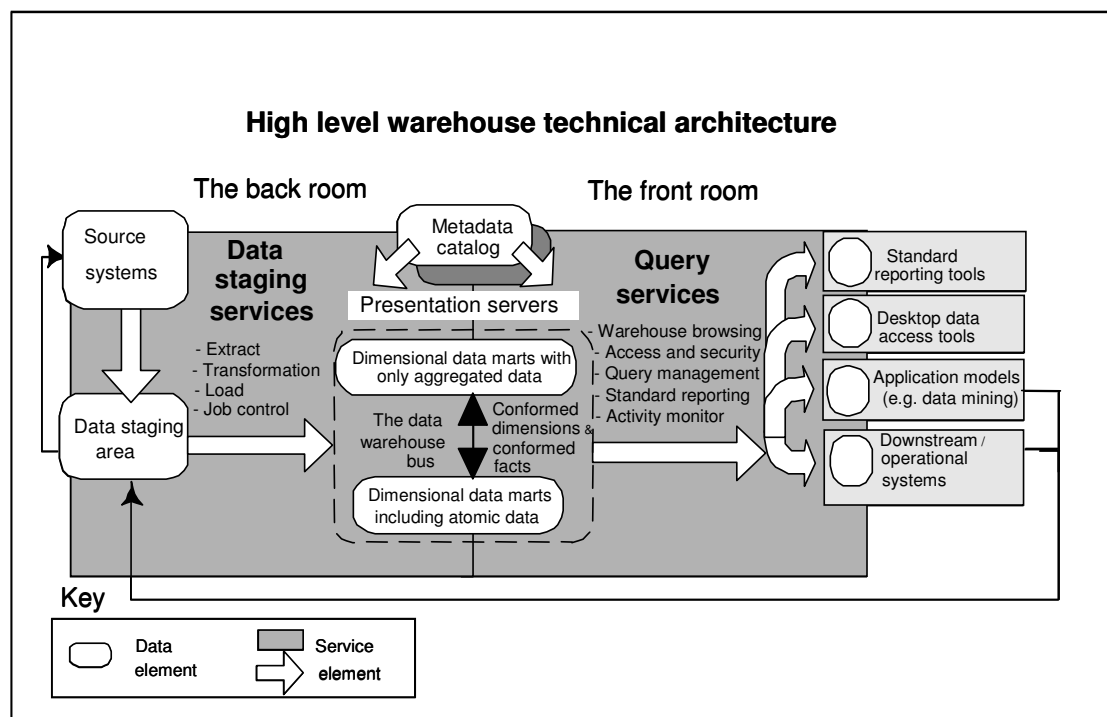 High level warehouse technical architecture
The back room
The front room
Source
systems
Data
staging
services
- Extract
- Transformation
- Load
- Job control
Data staging
area
Metadata
catalog
Presentation servers
Dimensional data marts with
only aggregated data
The data
warehouse
bus
Conformed
dimensions &
conformed
facts
Dimensional data marts
including atomic data
Query
services
- Warehouse browsing
- Access and security
- Query management
- Standard reporting
- Activity monitor
Standard
reporting tools
Desktop data
access tools
Application models
(e.g. data mining)
Downstream /
operational
systems
Key
Data
element
Service
element